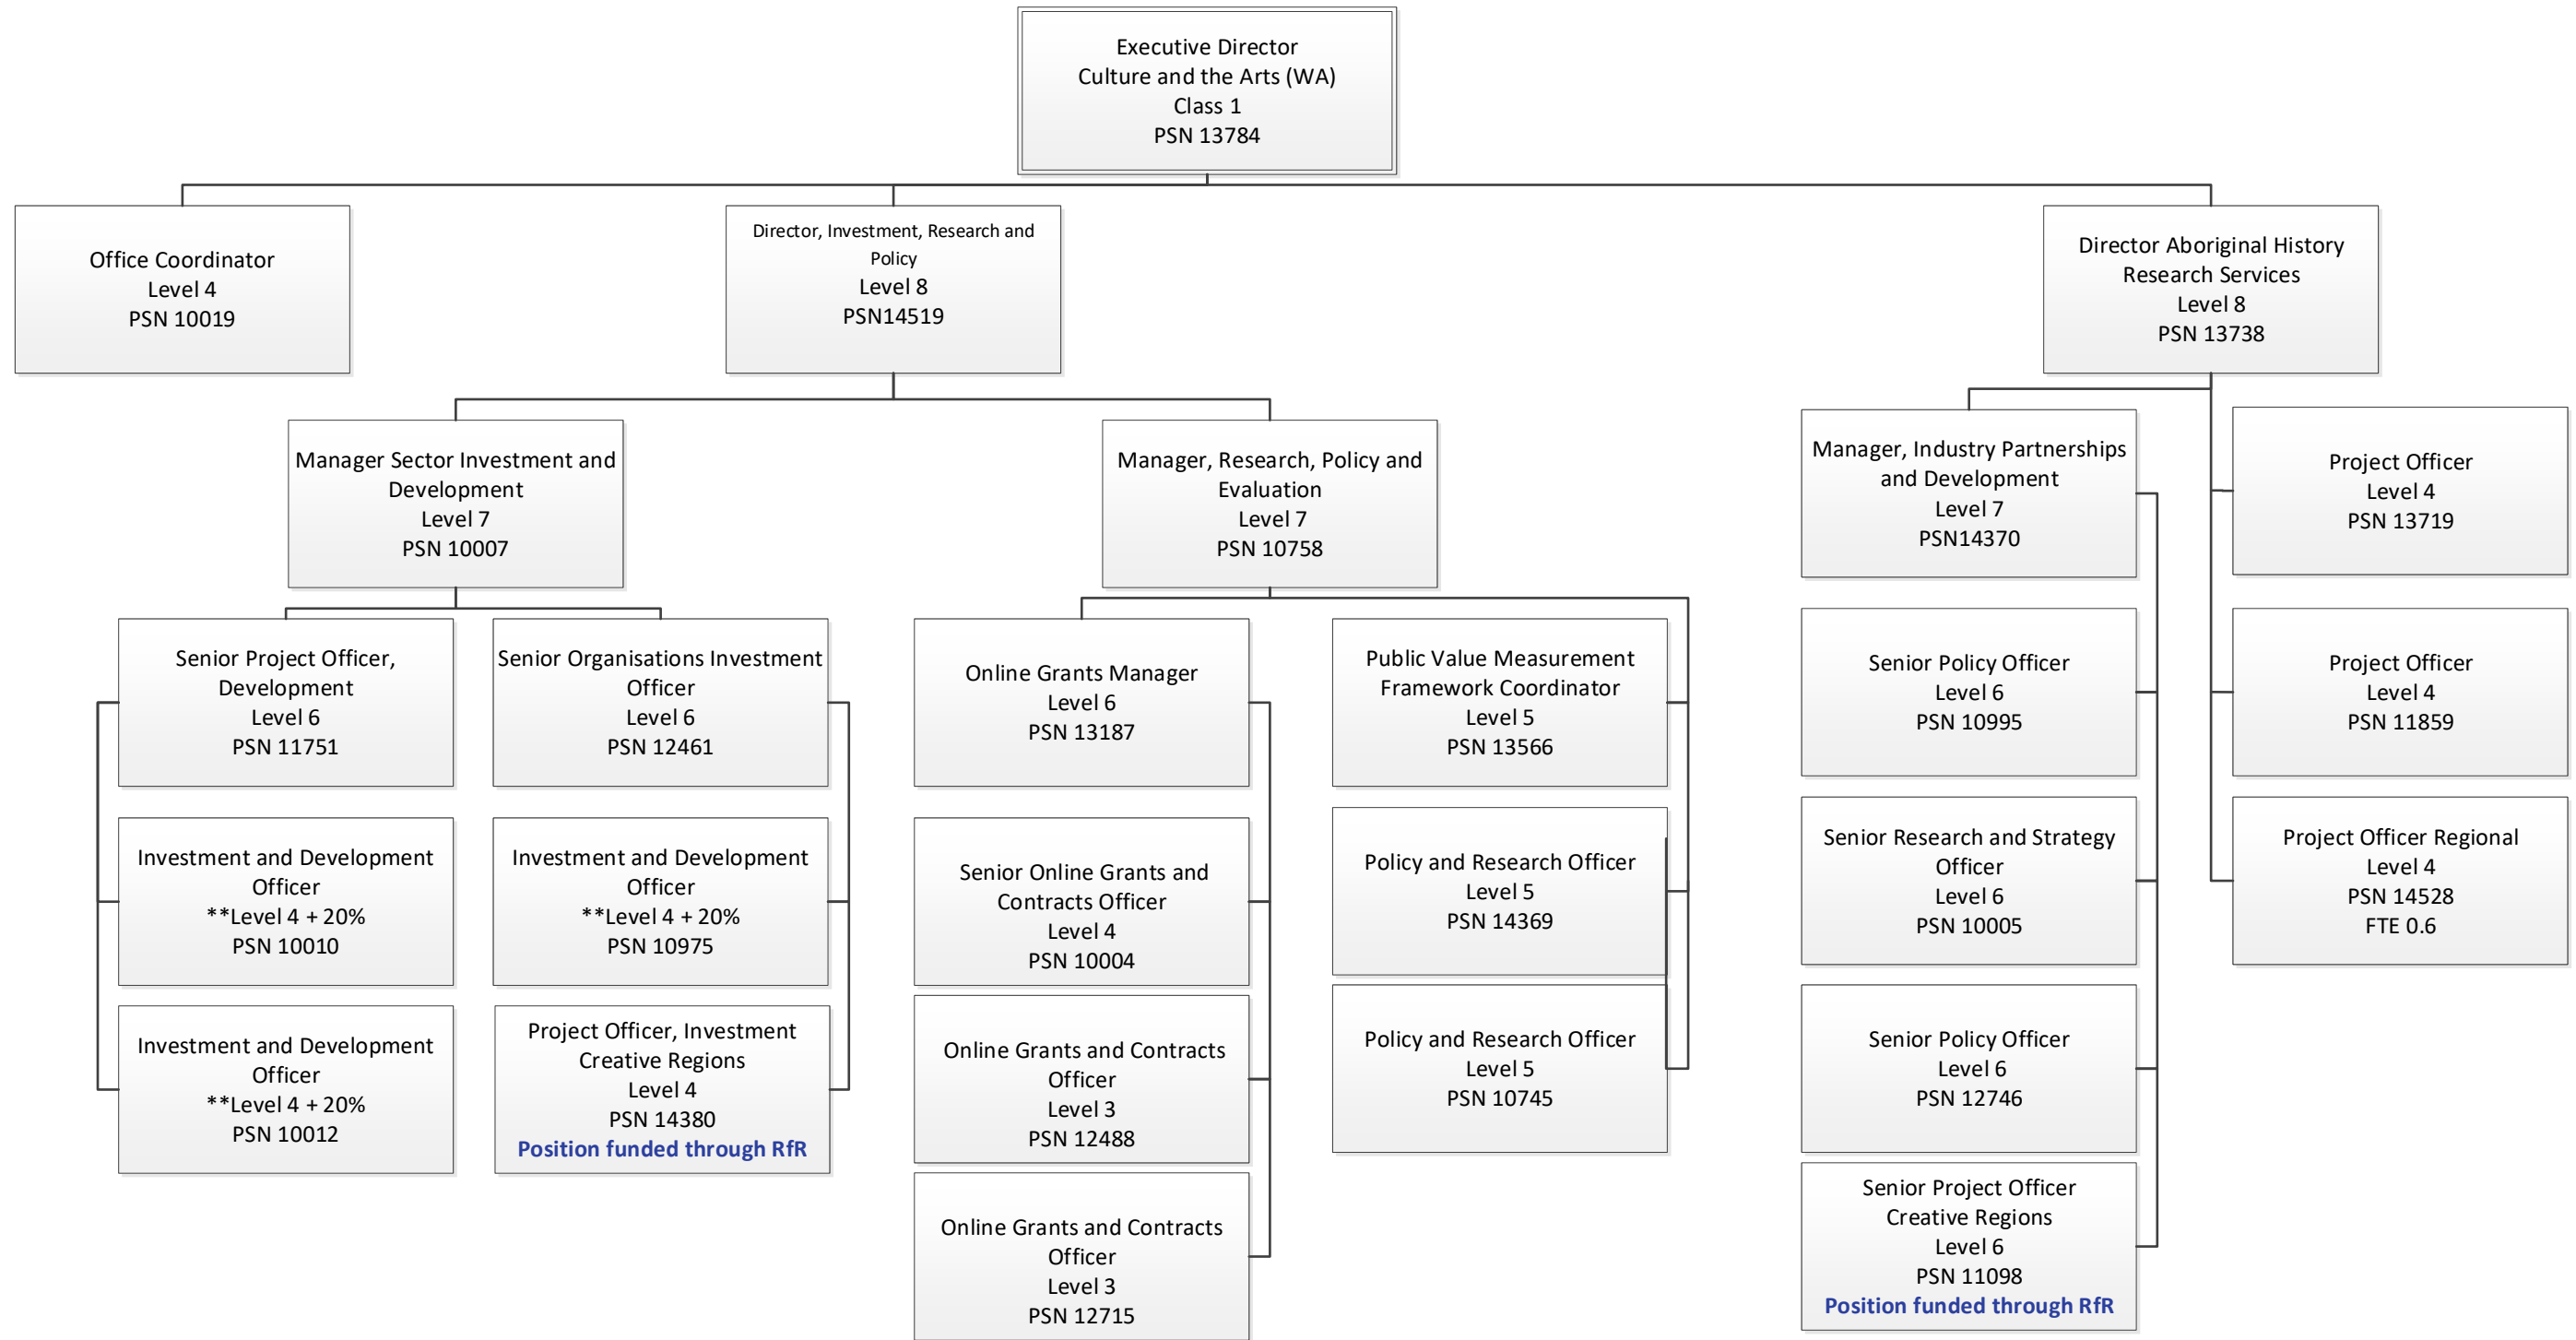 Executive Director
Culture and the Arts (WA)
Class 1
PSN 13784
Office Coordinator
Level 4
PSN 10019
Director, Investment, Research and
Policy
Level 8
PSN14519
Director Aboriginal History
Research Services
Level 8
PSN 13738
Manager Sector Investment and
Development
Level 7
PSN 10007
Manager, Research, Policy and
Evaluation
Level 7
PSN 10758
Manager, Industry Partnerships
and Development
Level 7
PSN14370
Project Officer
Level 4
PSN 13719
Senior Project Officer,
Development
Level 6
PSN 11751
Senior Organisations Investment
Officer
Level 6
PSN 12461
Online Grants Manager
Level 6
PSN 13187
Public Value Measurement
Framework Coordinator
Level 5
PSN 13566
Senior Policy Officer
Level 6
PSN 10995
Project Officer
Level 4
PSN 11859
Investment and Development
Officer
**Level 4 + 20%
PSN 10010
Investment and Development
Officer
**Level 4 + 20%
PSN 10975
Senior Online Grants and
Contracts Officer
Level 4
PSN 10004
Policy and Research Officer
Level 5
PSN 14369
Senior Research and Strategy
Officer
Level 6
PSN 10005
Project Officer Regional
Level 4
PSN 14528
FTE 0.6
Investment and Development
Officer
**Level 4 + 20%
PSN 10012
Project Officer, Investment
Creative Regions
Level 4
PSN 14380
Position funded through RfR
Online Grants and Contracts
Officer
Level 3
PSN 12488
Policy and Research Officer
Level 5
PSN 10745
Senior Policy Officer
Level 6
PSN 12746
Online Grants and Contracts
Officer
Level 3
PSN 12715
Senior Project Officer
Creative Regions
Level 6
PSN 11098
Position funded through RfR